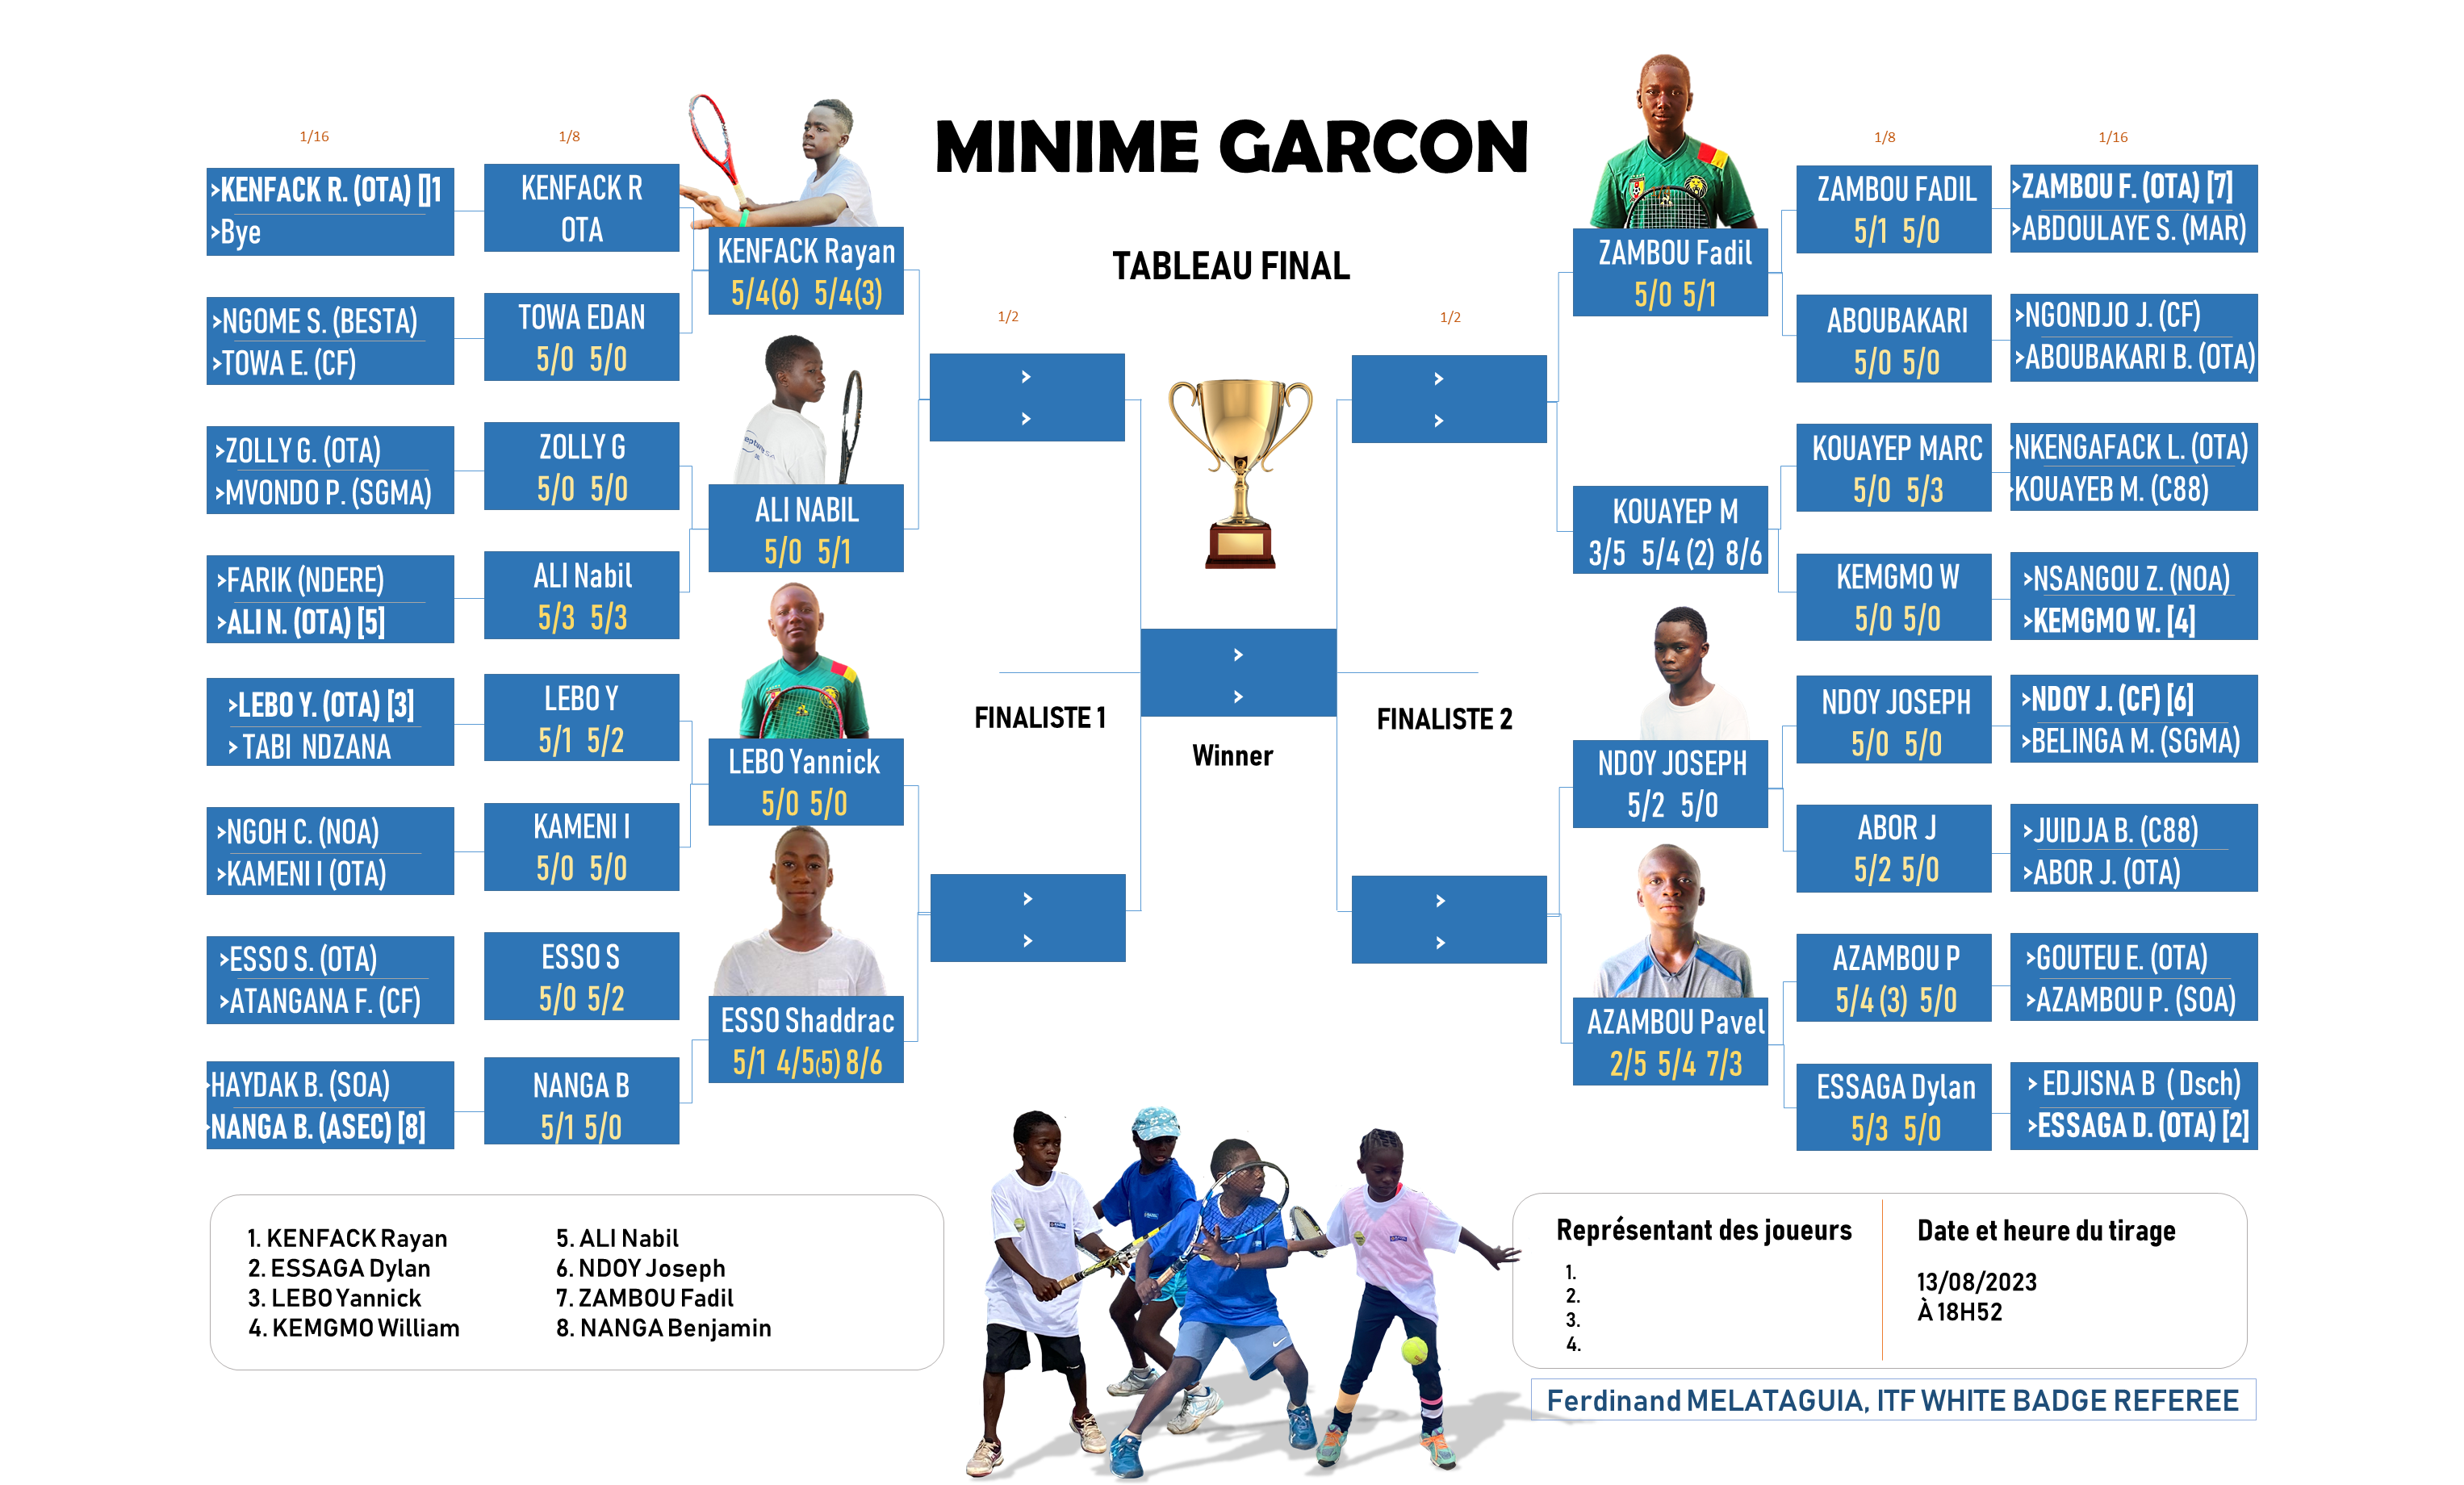 MINIME GARCON
TABLEAU FINAL
1/16
>KENFACK R. (OTA) []1
>Bye
>NGOME S. (BESTA)
>TOWA E. (CF)
>ZOLLY G. (OTA)
>MVONDO P. (SGMA)
>FARIK (NDERE)
>ALI N. (OTA) [5]
>LEBO Y. (OTA) [3]
> TABI NDZANA
>NGOH C. (NOA)
>KAMENI I (OTA)
>ESSO S. (OTA)
>ATANGANA F. (CF)
>HAYDAK B. (SOA)
>NANGA B. (ASEC) [8]
1/8
KENFACK R
OTA
TOWA EDAN
5/0 5/0
ZOLLY G
5/0 5/0
ALI Nabil
5/3 5/3
LEBO Y
5/1 5/2
KAMENI I
5/0 5/0
ESSO S
5/0 5/2
NANGA B
5/1 5/0
KENFACK Rayan
5/4(6) 5/4(3)
ALI NABIL
5/0 5/1
LEBO Yannick
5/0 5/0
ESSO Shaddrac
5/1 4/5(5) 8/6
1/2
>
>
>
>
FINALISTE 1
>
>
Winner
FINALISTE 2
1/2
>
>
>
>
ZAMBOU Fadil
5/0 5/1
KOUAYEP M
3/5 5/4 (2) 8/6
NDOY JOSEPH
5/2 5/0
AZAMBOU Pavel
2/5 5/4 7/3
1/8
ZAMBOU FADIL
5/1 5/0
ABOUBAKARI
5/0 5/0
KOUAYEP MARC
5/0 5/3
KEMGMO W
5/0 5/0
NDOY JOSEPH
5/0 5/0
ABOR J
5/2 5/0
AZAMBOU P
5/4 (3) 5/0
ESSAGA Dylan
5/3 5/0
1/16
>ZAMBOU F. (OTA) [7]
>ABDOULAYE S. (MAR)
>NGONDJO J. (CF)
>ABOUBAKARI B. (OTA)
>NKENGAFACK L. (OTA)
>KOUAYEB M. (C88)
>NSANGOU Z. (NOA)
>KEMGMO W. [4]
>NDOY J. (CF) [6]
>BELINGA M. (SGMA)
>JUIDJA B. (C88)
>ABOR J. (OTA)
>GOUTEU E. (OTA)
>AZAMBOU P. (SOA)
> EDJISNA B ( Dsch)
>ESSAGA D. (OTA) [2]
1. KENFACK Rayan
2. ESSAGA Dylan
3. LEBO Yannick
4. KEMGMO William
5. ALI Nabil
6. NDOY Joseph
7. ZAMBOU Fadil
8. NANGA Benjamin
Représentant des joueurs
1.
2.
3.
4.
Date et heure du tirage
13/08/2023
À 18H52
Ferdinand MELATAGUIA, ITF WHITE BADGE REFEREE